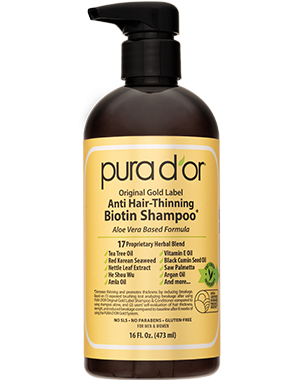 pura d'or
Original Gold Label
Anti Hair-Thinning
Biotin Shampoo*
Aloe Vera Based Formula
17 Proprietary Herbal Blend
✓ Tea Tree Oil ✓ Vitamin E Oil
✓ Red Korean Seaweed ✓ Black Cumin Seed Oil
✓ Nettle Leaf Extract ✓ Saw Palmetto
✓ He Shou Wu ✓ Argan Oil
✓ Amla Oil ✓ And more...
NO SLS • NO PARABENS • GLUTEN-FREE
FOR MEN & WOMEN
16 Fl. Oz. (473 ml)